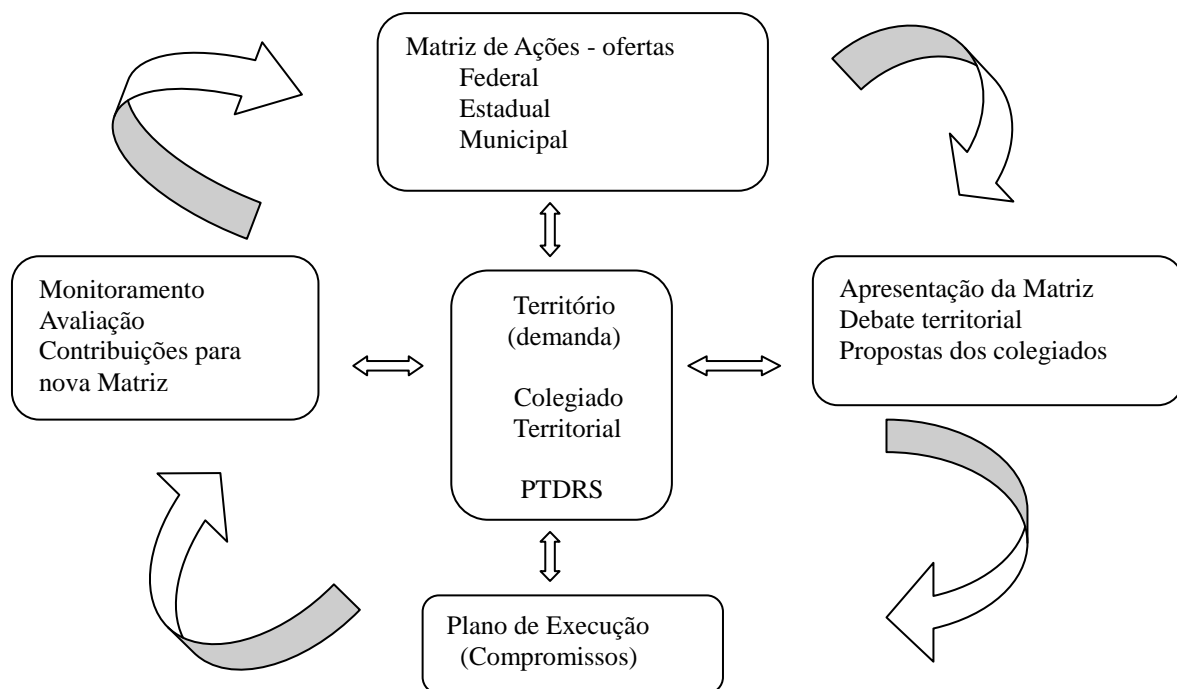 Matriz de Ações - ofertas
Federal
Estadual
Municipal
Monitoramento
Avaliação
Contribuições para
nova Matriz
Território
(demanda)
Colegiado
Territorial
PTDRS
Apresentação da Matriz
Debate territorial
Propostas dos colegiados
Plano de Execução
(Compromissos)